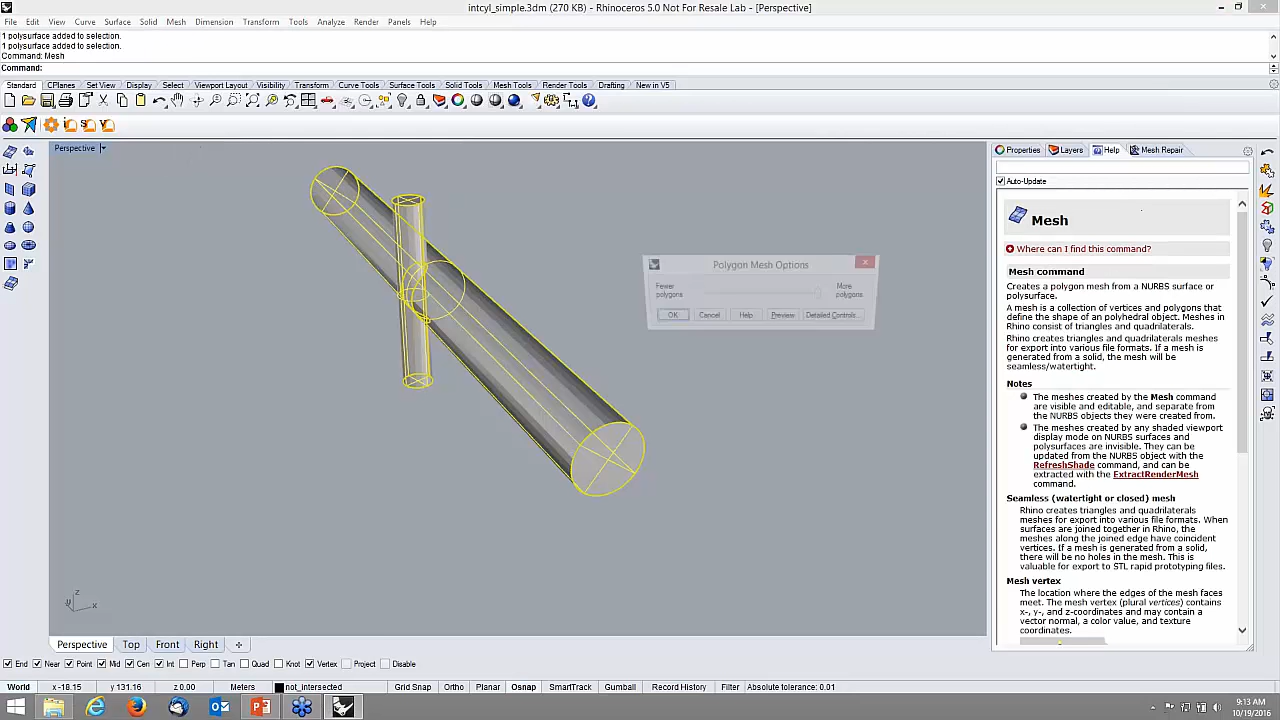 intcyl_simple.3dm (270 KB) - Rhinoceros 5.0 Not For Resale Lab - [Perspective]
File Edit View Curve Surface Solid Mesh Dimension Transform Tools Analyze Render Panels Help
1 polysurface added to selection.
1 polysurface added to selection.
Command: Mesh
Command:
Standard CPlanes Set View Display Select Viewport Layout Visibility Transform Curve Tools Surface Tools Solid Tools Mesh Tools Render Tools Drafting New in V5
Perspective
Properties Layers Help Mesh Repair
Auto-Update
Mesh
Where can I find this command?
Mesh command
Creates a polygon mesh from a NURBS surface or
polysurface.
A mesh is a collection of vertices and polygons that
define the shape of an polyhedral object. Meshes in
Rhino consist of triangles and quadrilaterals.
Rhino creates triangles and quadrilaterals meshes
for export into various file formats. If a mesh is
generated from a solid, the mesh will be
seamless/watertight.
Notes
The meshes created by the Mesh command
are visible and editable, and separate from
the NURBS objects they were created from.
The meshes created by any shaded viewport
display mode on NURBS surfaces and
polysurfaces are invisible. They can be
updated from the NURBS object with the
RefreshShade command, and can be
extracted with the ExtractRenderMesh
command.
Seamless (watertight or closed) mesh
Rhino creates triangles and quadrilaterals
meshes for export into various file formats. When
surfaces are joined together in Rhino, the
meshes along the joined edge have coincident
vertices. If a mesh is generated from a solid,
there will be no holes in the mesh. This is
valuable for export to STL rapid prototyping files.
Mesh vertex
The location where the edges of the mesh faces
meet. The mesh vertex (plural vertices) contains
x-, y-, and z-coordinates and may contain a
vector normal, a color value, and texture
coordinates.
Polygon Mesh Options
Fewer
polygons
More
polygons
OK Cancel Help Preview Detailed Controls...
z
y x
Perspective Top Front Right
End Near Point Mid Cen Int Perp Tan Quad Knot Vertex Project Disable
World x -18.15 y 131.16 z 0.00 Meters not_intersected Grid Snap Ortho Planar Osnap SmartTrack Gumball Record History Filter Absolute tolerance: 0.01
9:13 AM
10/19/2016